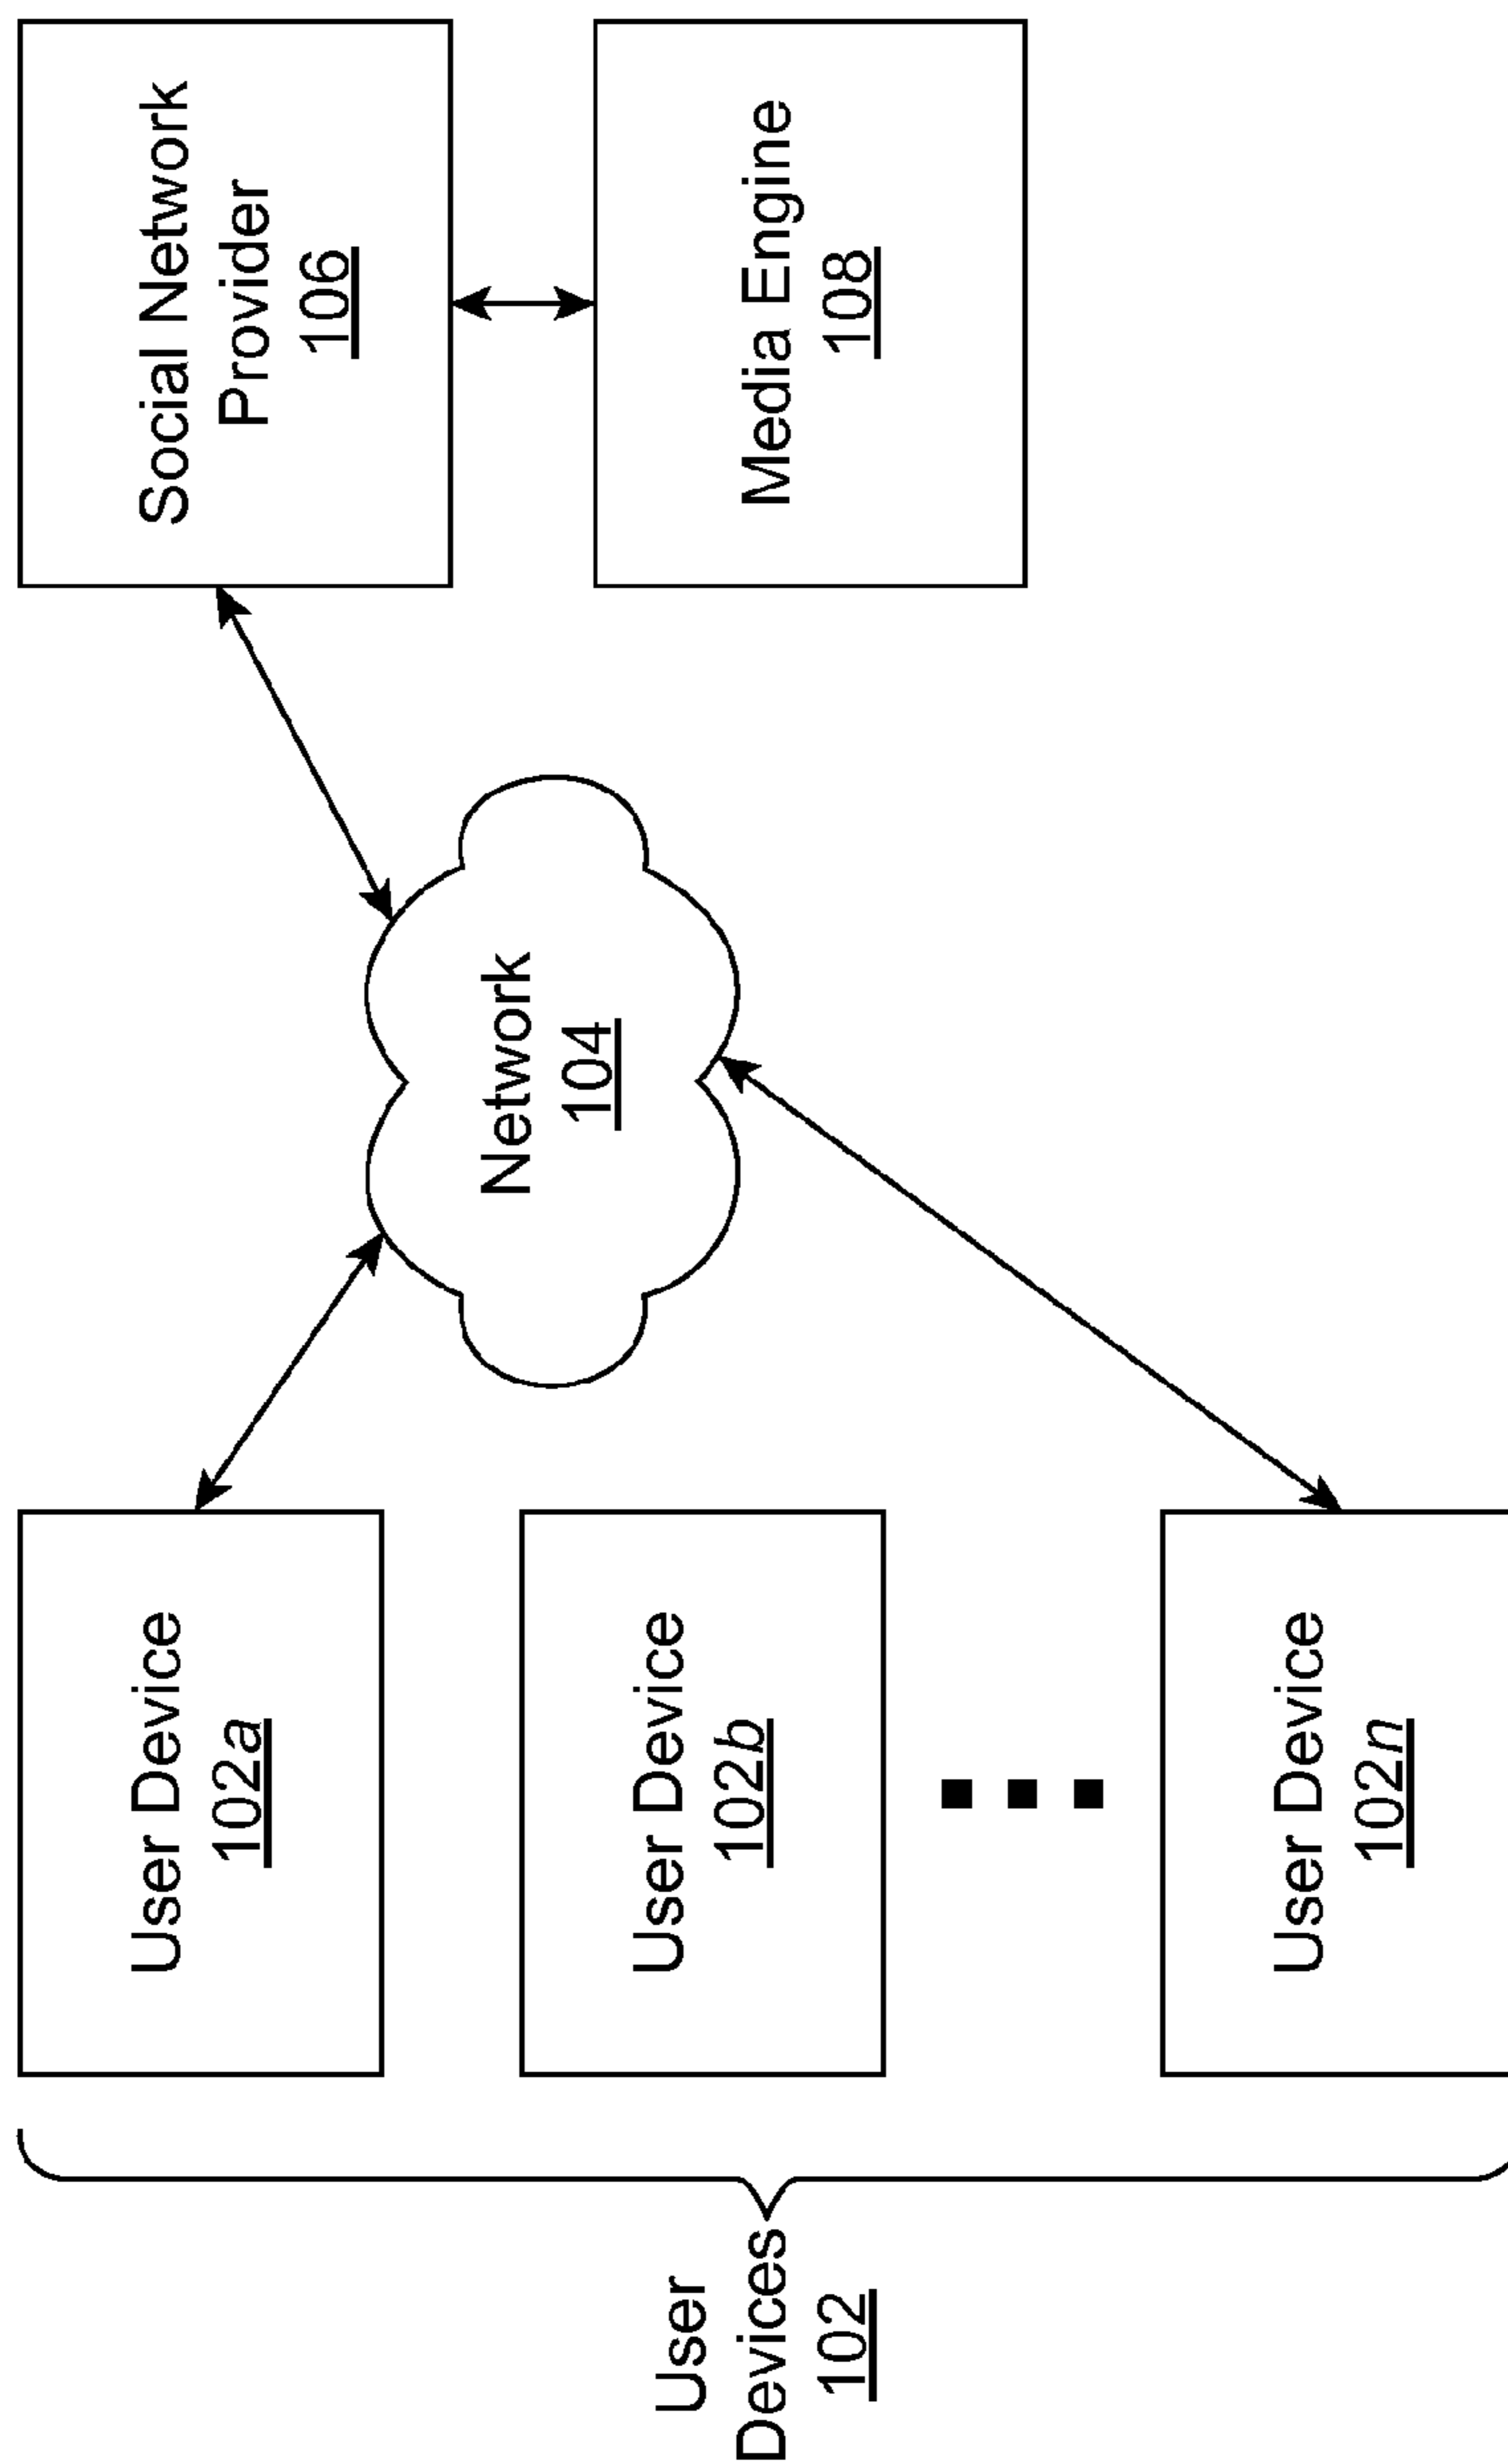 User
Devices
102
User Device
102a
User Device
102b
User Device
102n
Network
104
Social Network
Provider
106
Media Engine
108